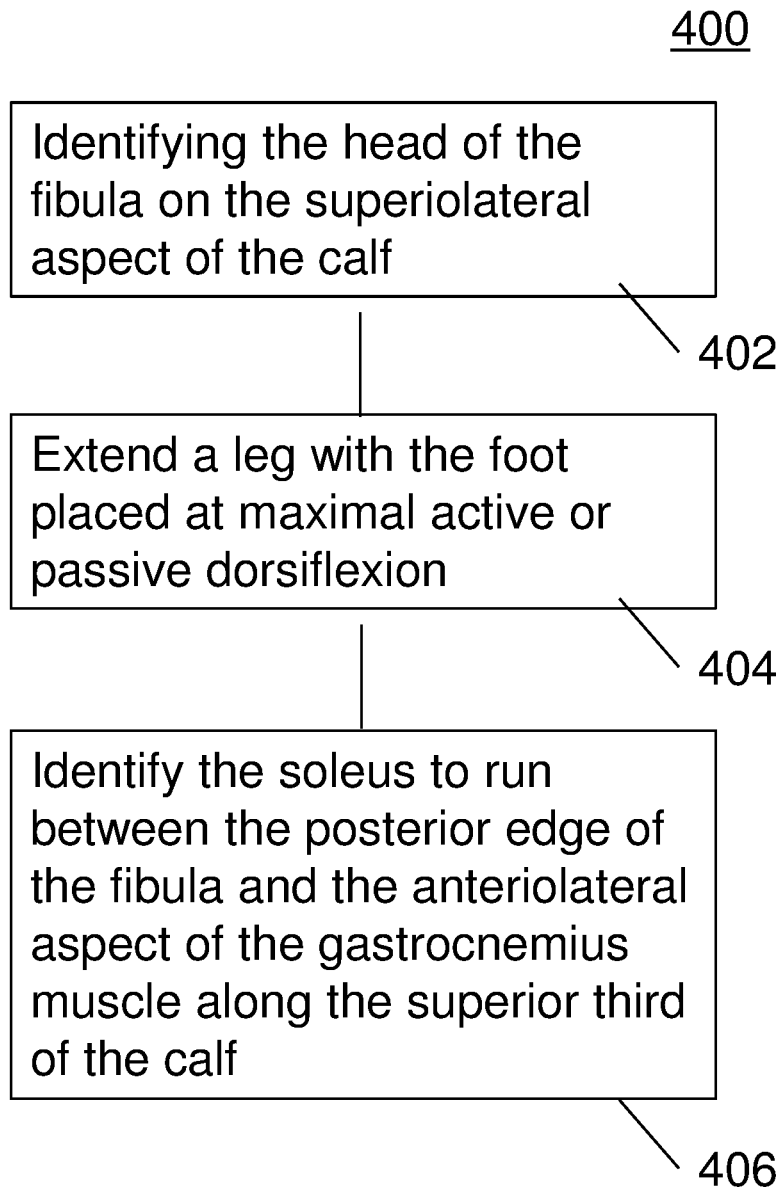 400
Identifying the head of the
fibula on the superiolateral
aspect of the calf
402
Extend a leg with the foot
placed at maximal active or
passive dorsiflexion
404
Identify the soleus to run
between the posterior edge of
the fibula and the anteriolateral
aspect of the gastrocnemius
muscle along the superior third
of the calf
406